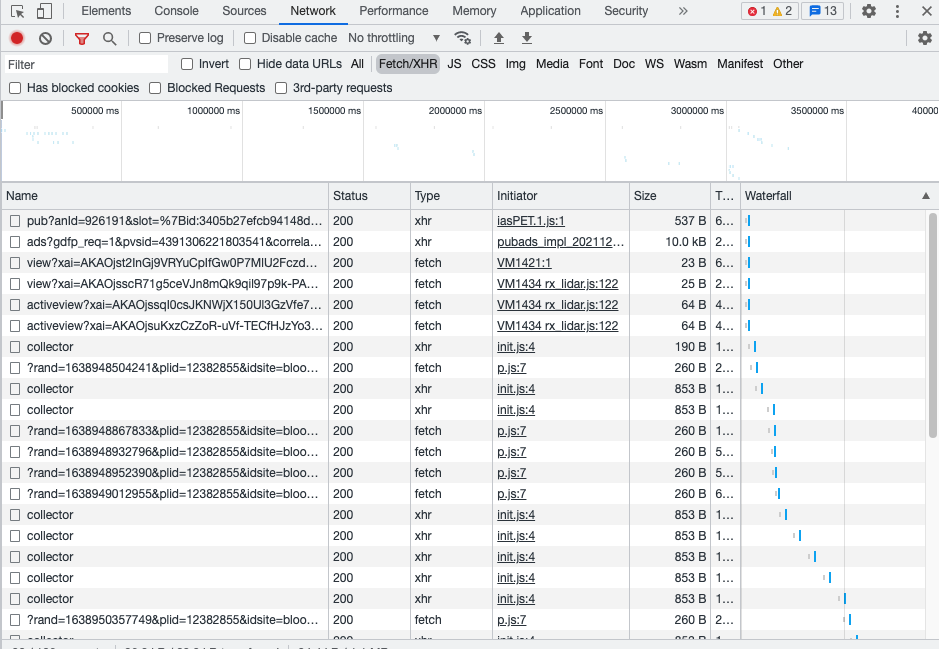 Elements Console Sources Network Performance Memory Application Security » 1 2 13
Preserve log Disable cache No throttling
Filter Invert Hide data URLs All Fetch/XHR JS CSS Img Media Font Doc WS Wasm Manifest Other
Has blocked cookies Blocked Requests 3rd-party requests
500000 ms 1000000 ms 1500000 ms 2000000 ms 2500000 ms 3000000 ms 3500000 ms 40000
Name Status Type Initiator Size T... Waterfall
pub?anId=926191&slot=%7Bid:3405b27efcb94148d... 200 xhr iasPET.1.js:1 537 B 6...
ads?gdfp_req=1&pvsid=4391306221803541&correla... 200 xhr pubads_impl_202112... 10.0 kB 2...
view?xai=AKAOjst2InGj9VRYuCpIfGw0P7MIU2Fczd... 200 fetch VM1421:1 23 B 6...
view?xai=AKAOjsscR71g5ceVJn8mQk9qiI97p9k-PA... 200 fetch VM1434 rx_lidar.js:122 25 B 2...
activeview?xai=AKAOjssqI0csJKNWjX150Ul3GzVfe7... 200 fetch VM1434 rx_lidar.js:122 64 B 4...
activeview?xai=AKAOjsuKxzCzZoR-uVf-TECfHJzYo3... 200 fetch VM1434 rx_lidar.js:122 64 B 4...
collector 200 xhr init.js:4 190 B 1...
?rand=1638948504241&plid=12382855&idsite=bloo... 200 fetch p.js:7 260 B 2...
collector 200 xhr init.js:4 853 B 1...
collector 200 xhr init.js:4 853 B 1...
?rand=1638948867833&plid=12382855&idsite=bloo... 200 fetch p.js:7 260 B 1...
?rand=1638948932796&plid=12382855&idsite=bloo... 200 fetch p.js:7 260 B 5...
?rand=1638948952390&plid=12382855&idsite=bloo... 200 fetch p.js:7 260 B 5...
?rand=1638949012955&plid=12382855&idsite=bloo... 200 fetch p.js:7 260 B 6...
collector 200 xhr init.js:4 853 B 1...
collector 200 xhr init.js:4 853 B 1...
collector 200 xhr init.js:4 853 B 1...
collector 200 xhr init.js:4 853 B 1...
collector 200 xhr init.js:4 853 B 1...
?rand=1638950357749&plid=12382855&idsite=bloo... 200 fetch p.js:7 260 B 2...